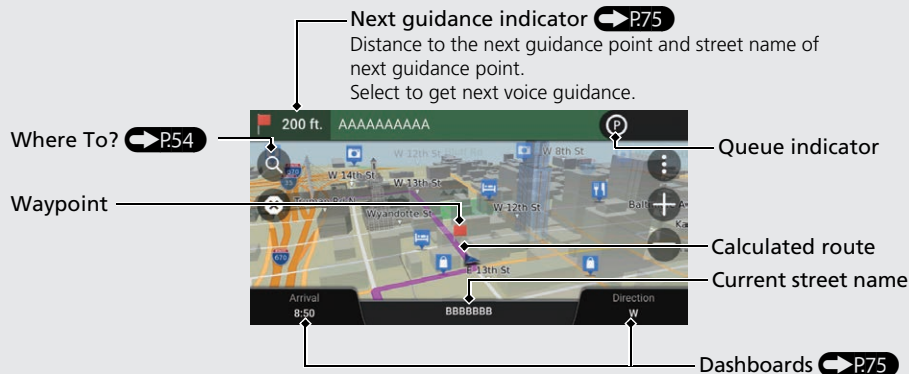 Next guidance indicator P.75
Distance to the next guidance point and street name of
next guidance point.
Select to get next voice guidance.
200 ft. AAAAAAAAAA
P
Where To? P.54
Queue indicator
W 12th St
W 8th St
W 14th St
W 13th St
W 12th St
Wyandotte St
Waypoint
Calculated route
670
E 13th St
Current street name
Arrival
8:50
BBBBBBB
Direction
W
Dashboards P.75